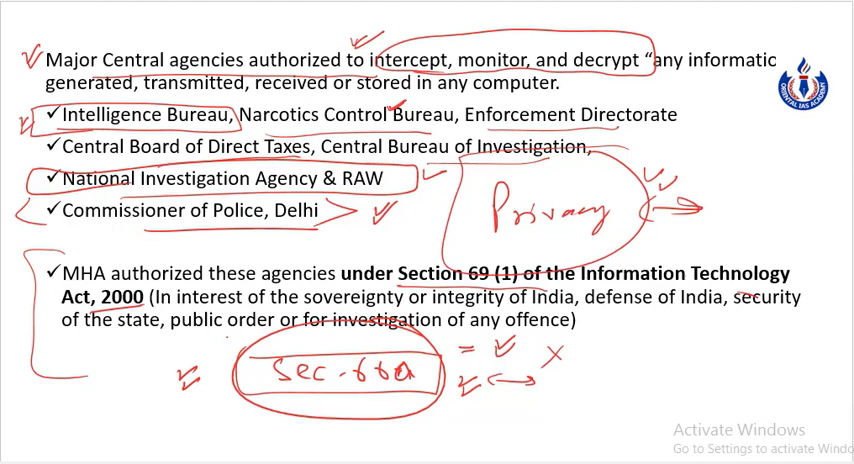 Major Central agencies authorized to intercept, monitor, and decrypt “any informatic
generated, transmitted, received or stored in any computer.
✓Intelligence Bureau, Narcotics Control Bureau, Enforcement Directorate
✓Central Board of Direct Taxes, Central Bureau of Investigation,
✓National Investigation Agency & RAW
✓Commissioner of Police, Delhi
Privacy
✓MHA authorized these agencies under Section 69 (1) of the Information Technology
Act, 2000 (In interest of the sovereignty or integrity of India, defense of India, security
of the state, public order or for investigation of any offence)
Sec-66a
ORIENTAL IAS ACADEMY
Activate Windows
Go to Settings to activate Windo